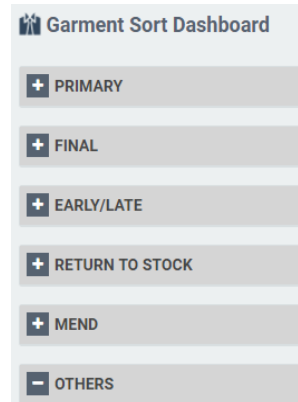 Garment Sort Dashboard
PRIMARY
FINAL
EARLY/LATE
RETURN TO STOCK
MEND
OTHERS